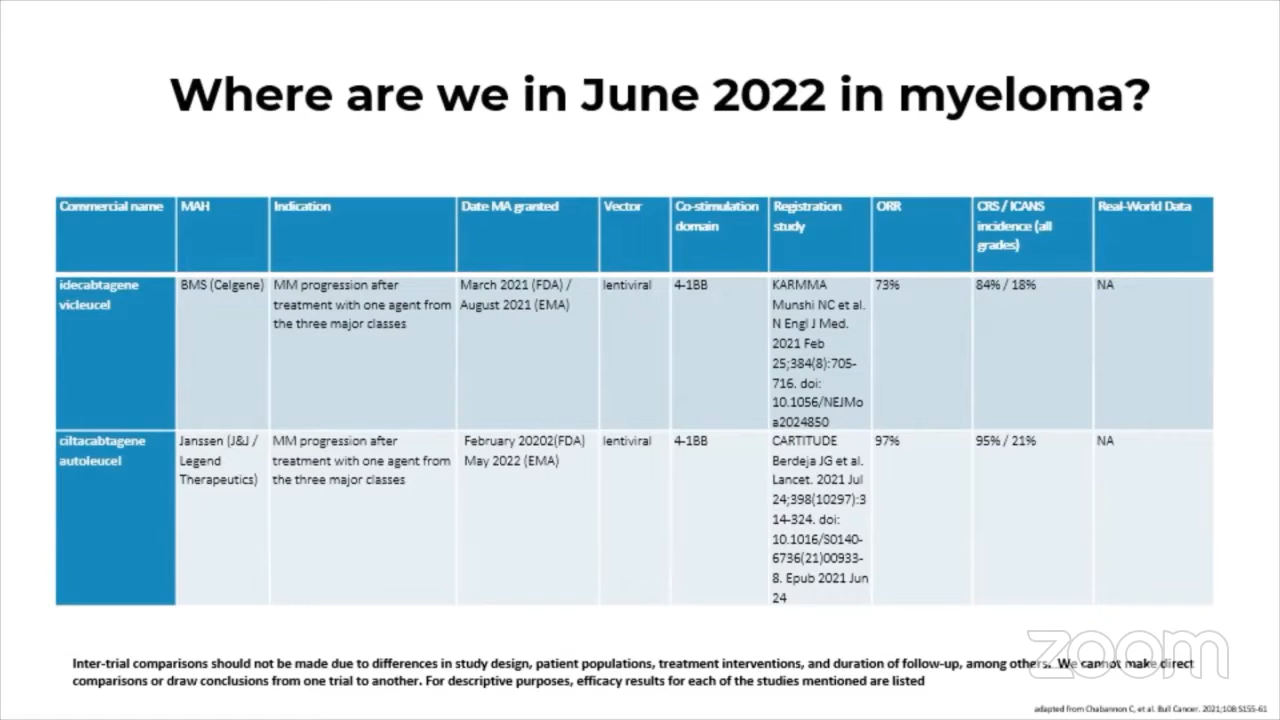 Where are we in June 2022 in myeloma?
Commercial name
MAH
Indication
Date MA granted
Vector
Co-stimulation
domain
Registration
study
ORR
CRS / ICANS
incidence (all
grades)
Real-World Data
idecabtagene
vicleucel
BMS (Celgene)
MM progression after
treatment with one agent from
the three major classes
March 2021 (FDA) /
August 2021 (EMA)
lentiviral
4-1BB
KARMMA
Munshi NC et al.
N Engl J Med.
2021 Feb
25;384(8):705-
716. doi:
10.1056/NEJMo
a2024850
73%
84% / 18%
NA
ciltacabtagene
autoleucel
Janssen (J&J /
Legend
Therapeutics)
MM progression after
treatment with one agent from
the three major classes
February 20202(FDA)
May 2022 (EMA)
lentiviral
4-1BB
CARTITUDE
Berdeja JG et al.
Lancet. 2021 Jul
24;398(10297):3
14-324. doi:
10.1016/S0140-
6736(21)00933-
8. Epub 2021 Jun
24
97%
95% / 21%
NA
Inter-trial comparisons should not be made due to differences in study design, patient populations, treatment interventions, and duration of follow-up, among others. We cannot make direct
comparisons or draw conclusions from one trial to another. For descriptive purposes, efficacy results for each of the studies mentioned are listed
zoom
adapted from Chabannon C, et al. Bull Cancer. 2021;108:S155-61